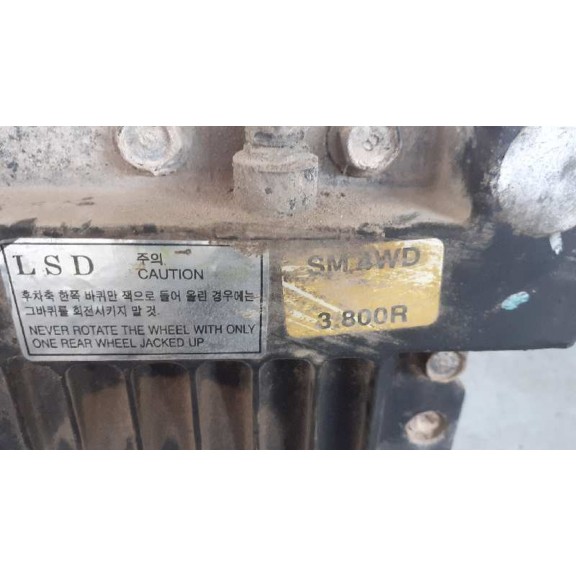 LSD 주의
CAUTION
후차축 한쪽 바퀴만 잭으로 들어 올린 경우에는
그바퀴를 회전시키지 말 것.
NEVER ROTATE THE WHEEL WITH ONLY
ONE REAR WHEEL JACKED UP
SM.4WD
3.800R